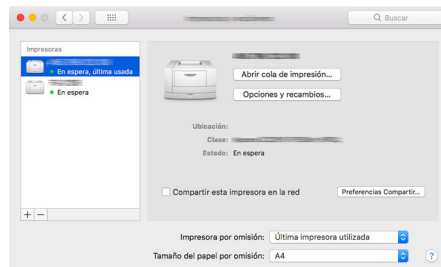 Buscar
Impresoras
En espera, última usada
En espera
Abrir cola de impresión...
Opciones y recambios...
Ubicación:
Clase:
Estado: En espera
Compartir esta impresora en la red
Preferencias Compartir...
+ −
Impresora por omisión: Última impresora utilizada
Tamaño del papel por omisión: A4
?